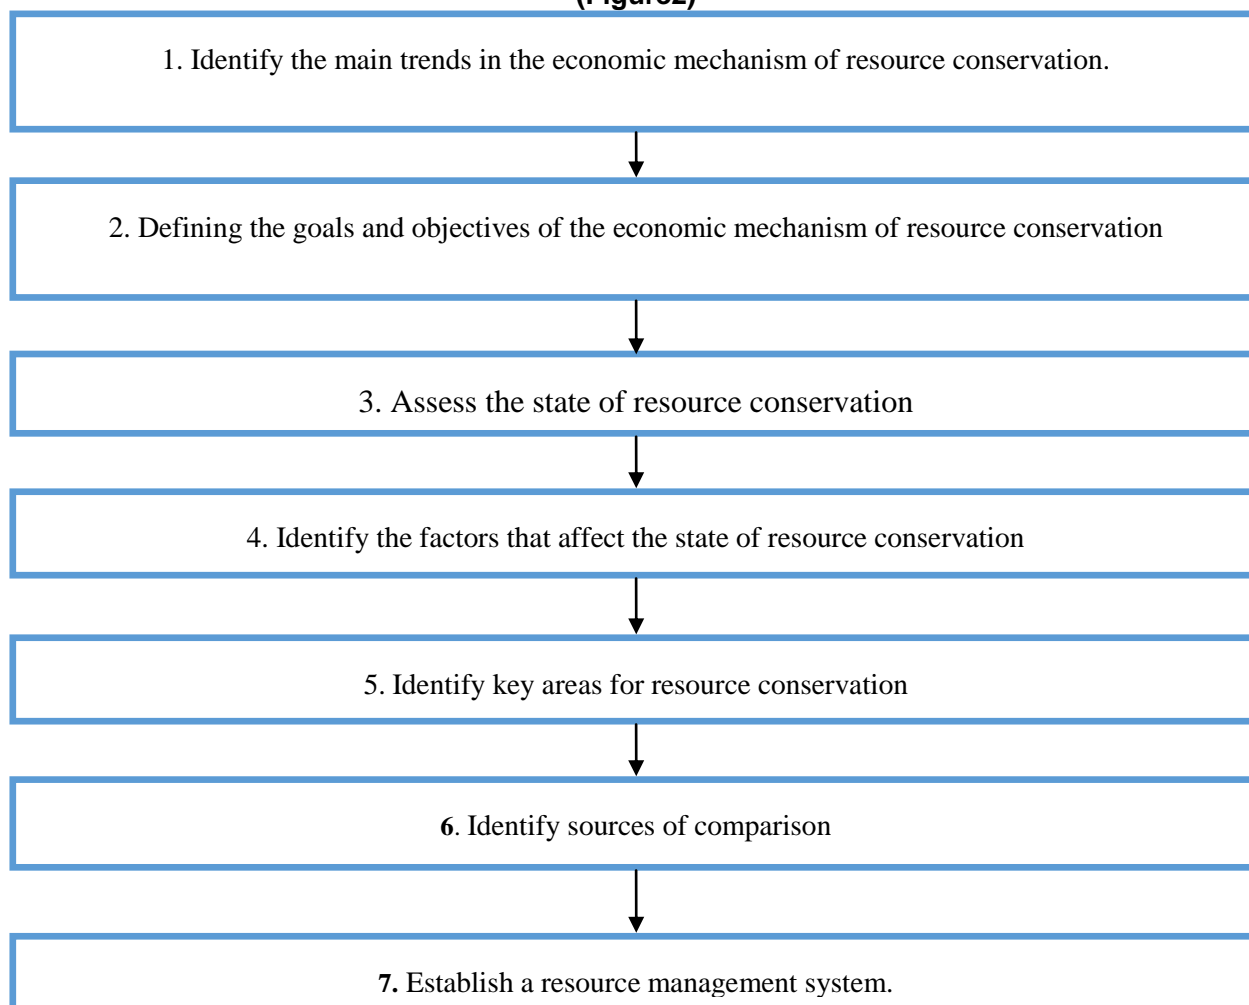 (Figure2)
1. Identify the main trends in the economic mechanism of resource conservation.
2. Defining the goals and objectives of the economic mechanism of resource conservation
3. Assess the state of resource conservation
4. Identify the factors that affect the state of resource conservation
5. Identify key areas for resource conservation
6. Identify sources of comparison
7. Establish a resource management system.